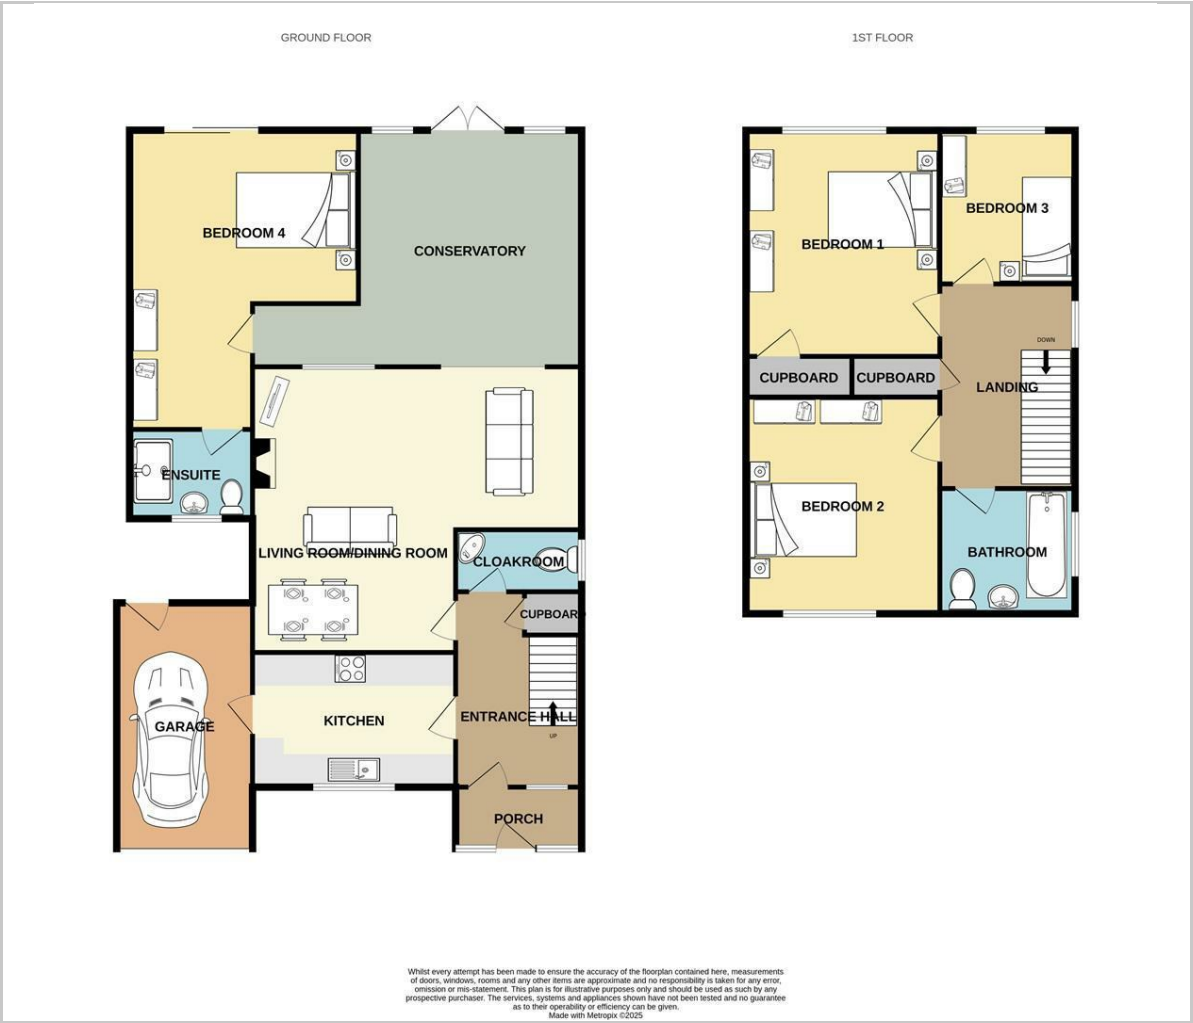 GROUND FLOOR
1ST FLOOR
BEDROOM 4
CONSERVATORY
ENSUITE
LIVING ROOM/DINING ROOM
CLOAKROOM
CUPBOARD
GARAGE
KITCHEN
ENTRANCE HALL
UP
PORCH
BEDROOM 1
BEDROOM 3
DOWN
CUPBOARD
CUPBOARD
LANDING
BEDROOM 2
BATHROOM
Whilst every attempt has been made to ensure the accuracy of the floorplan contained here, measurements
of doors, windows, rooms and any other items are approximate and no responsibility is taken for any error,
omission or mis-statement. This plan is for illustrative purposes only and should be used as such by any
prospective purchaser. The services, systems and appliances shown have not been tested and no guarantee
as to their operability or efficiency can be given.
Made with Metropix ©2025